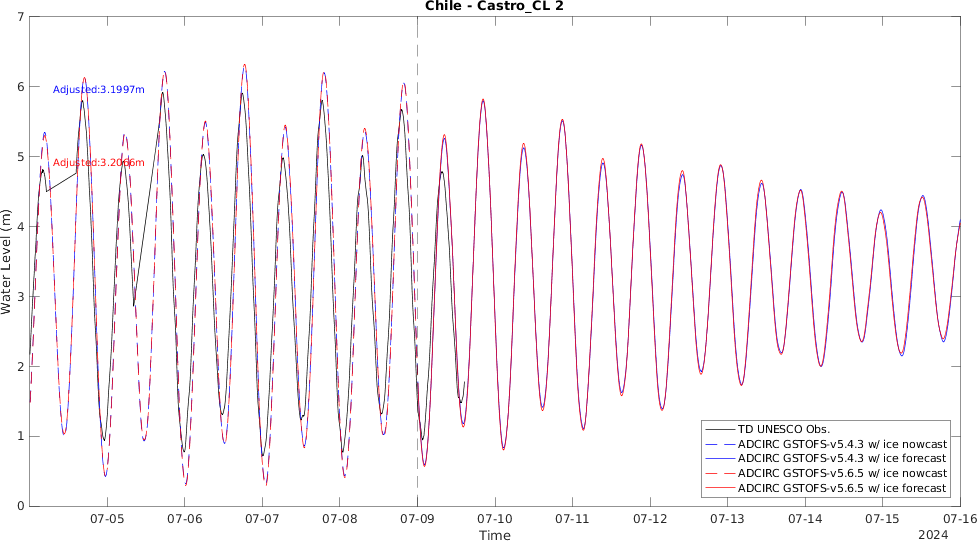 Chile - Castro_CL 2
7
6
5
4
3
2
1
0
Water Level (m)
Adjusted:3.1997m
Adjusted:3.2066m
TD UNESCO Obs.
ADCIRC GSTOFS-v5.4.3 w/ ice nowcast
ADCIRC GSTOFS-v5.4.3 w/ ice forecast
ADCIRC GSTOFS-v5.6.5 w/ ice nowcast
ADCIRC GSTOFS-v5.6.5 w/ ice forecast
07-05 07-06 07-07 07-08 07-09 07-10 07-11 07-12 07-13 07-14 07-15 07-16
Time
2024